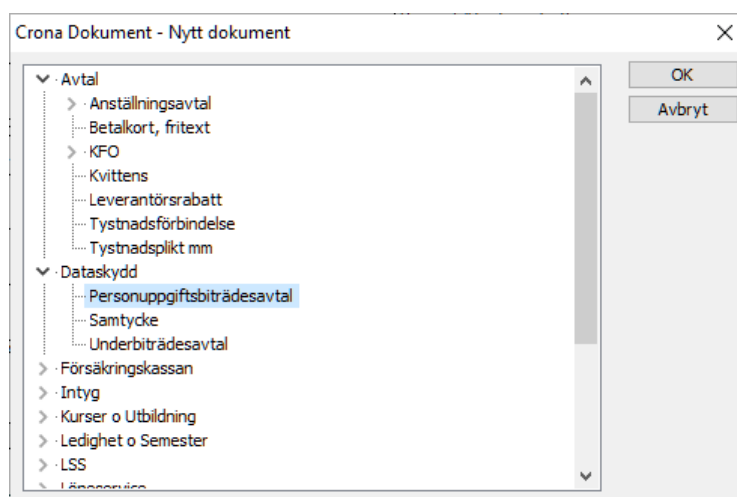 Crona Dokument - Nytt dokument
OK
Avbryt
Avtal
Anställningsavtal
Betalkort, fritext
KFO
Kvittens
Leverantörsrabatt
Tystnadsförbindelse
Tystnadsplikt mm
Dataskydd
Personuppgiftsbiträdesavtal
Samtycke
Underbiträdesavtal
Försäkringskassan
Intyg
Kurser o Utbildning
Ledighet o Semester
LSS